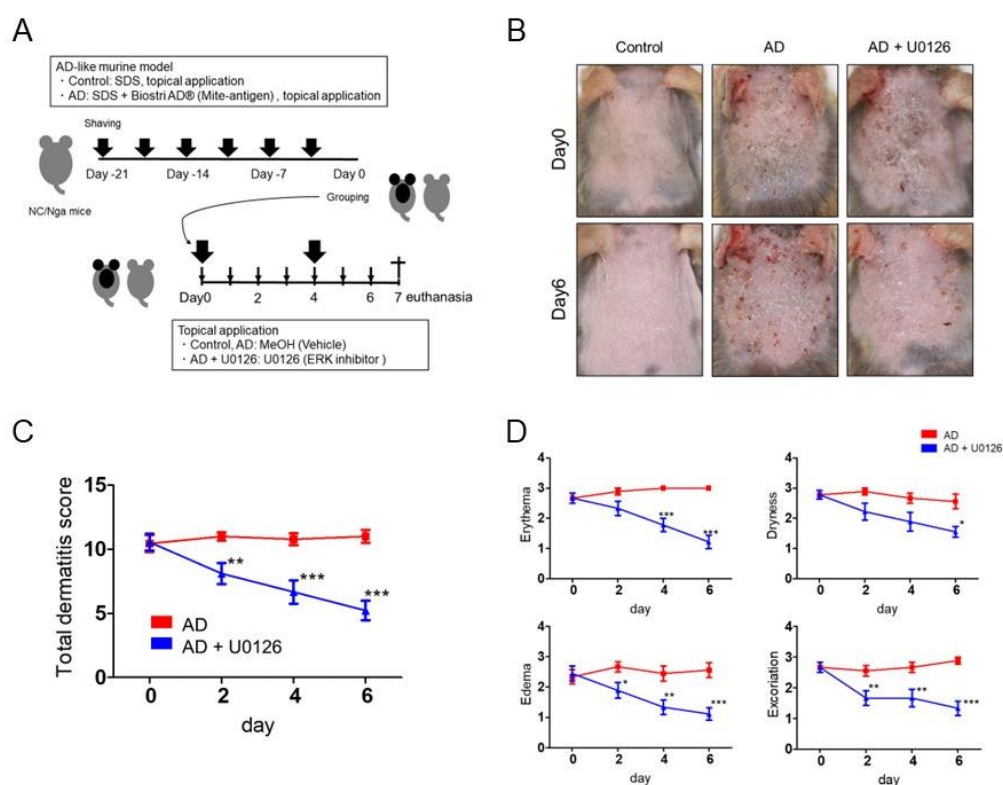 A
AD-like murine model
・Control: SDS, topical application
・AD: SDS + Biostri AD® (Mite-antigen) , topical application
Shaving
Day -21 Day -14 Day -7 Day 0
NC/Nga mice
Grouping
Day0 2 4 6 7 euthanasia
Topical application
・Control, AD: MeOH (Vehicle)
・AD + U0126: U0126 (ERK inhibitor )
B
Control AD AD + U0126
Day0
Day6
C
Total dermatitis score
15
10
5
0
** *** ***
AD
AD + U0126
0 2 4 6
day
D
AD
AD + U0126
Erythema
4
3
2
1
0
*** ***
0 2 4 6
day
Dryness
4
3
2
1
0
*
0 2 4 6
day
Edema
4
3
2
1
0
* ** ***
0 2 4 6
day
Excoriation
4
3
2
1
0
** ** ***
0 2 4 6
day